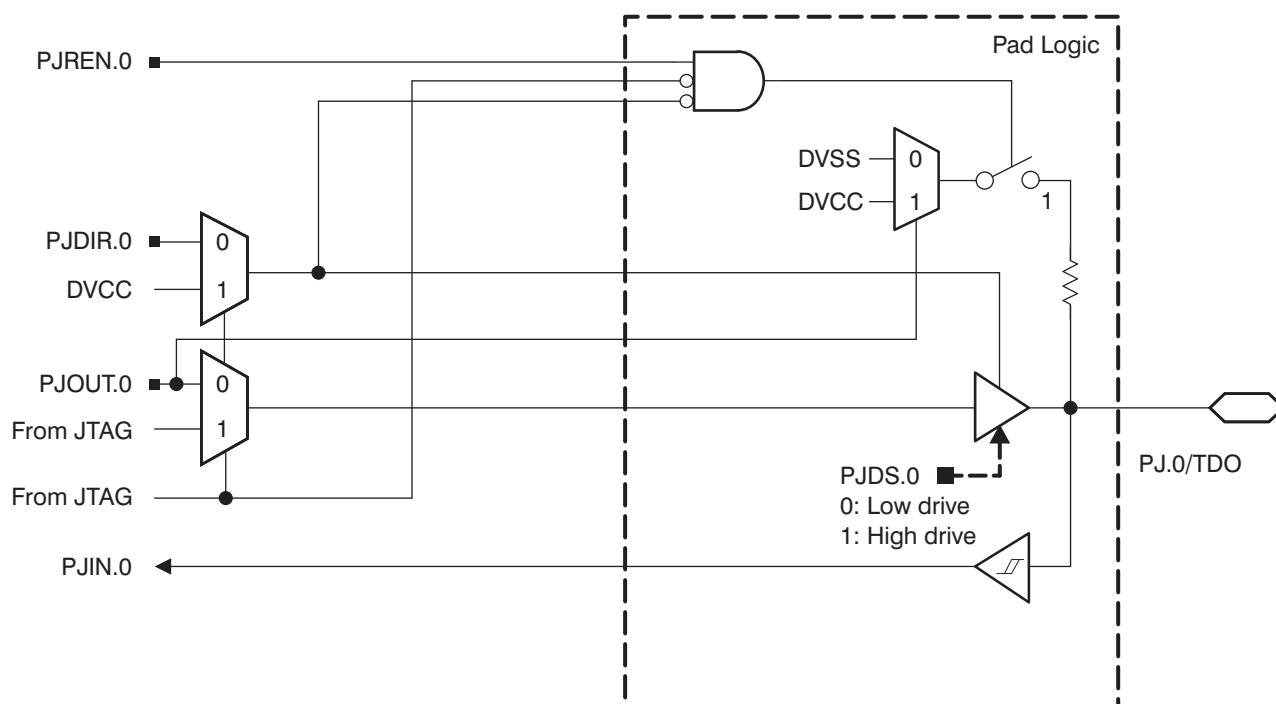 Pad Logic
PJREN.0
DVSS
0
DVCC
1
1
PJDIR.0
0
DVCC
1
PJOUT.0
0
From JTAG
1
From JTAG
PJDS.0
0: Low drive
1: High drive
PJ.0/TDO
PJIN.0